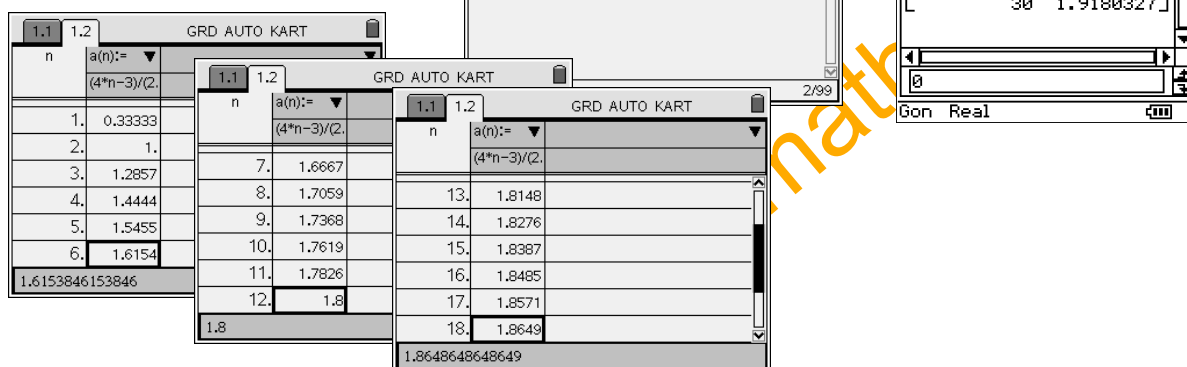 1.1 1.2 GRD AUTO KART
n a(n):= ▼
(4*n−3)/(2.
1. 0.33333
2. 1.
3. 1.2857
4. 1.4444
5. 1.5455
6. 1.6154
1.6153846153846
1.1 1.2 GRD AUTO KART
n a(n):= ▼
(4*n−3)/(2.
7. 1.6667
8. 1.7059
9. 1.7368
10. 1.7619
11. 1.7826
12. 1.8
1.8
1.1 1.2 GRD AUTO KART
n a(n):= ▼
(4*n−3)/(2.
13. 1.8148
14. 1.8276
15. 1.8387
16. 1.8485
17. 1.8571
18. 1.8649
1.8648648648649
2/99
30 1.9180327]
0
Gon Real